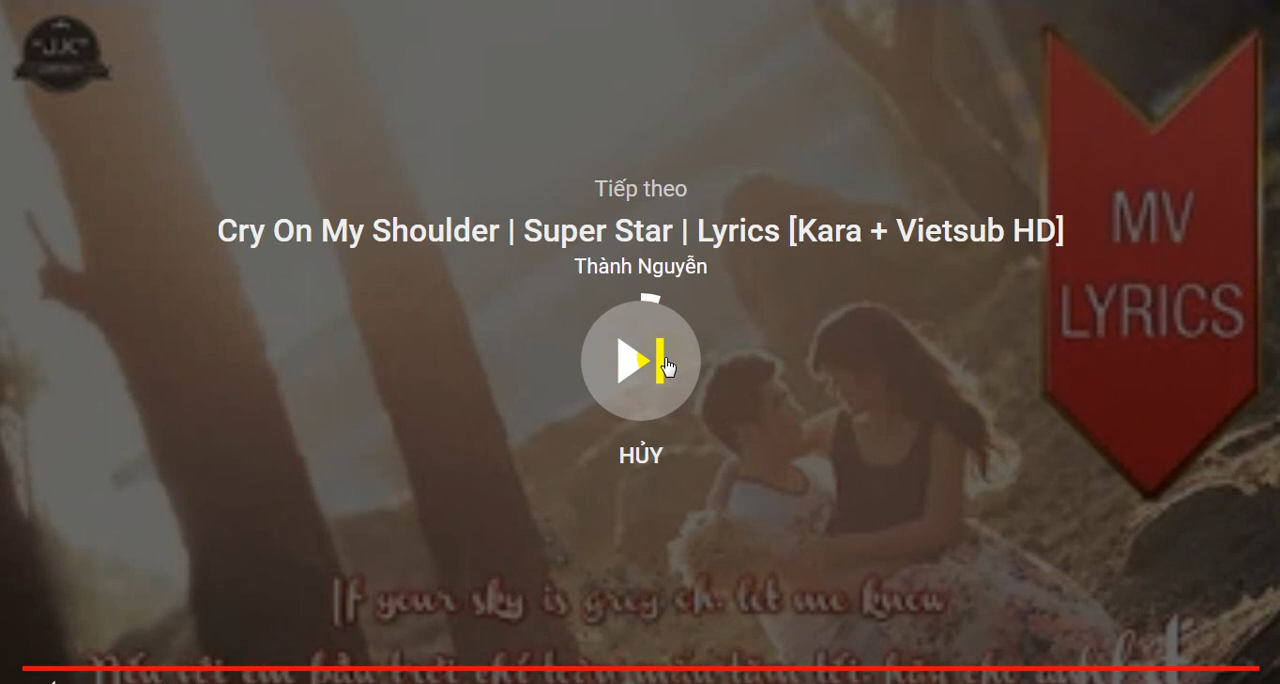 "JJK"
Tiếp theo
Cry On My Shoulder | Super Star | Lyrics [Kara + Vietsub HD]
Thành Nguyễn
MV
LYRICS
HỦY
If your sky is grey oh, let me know